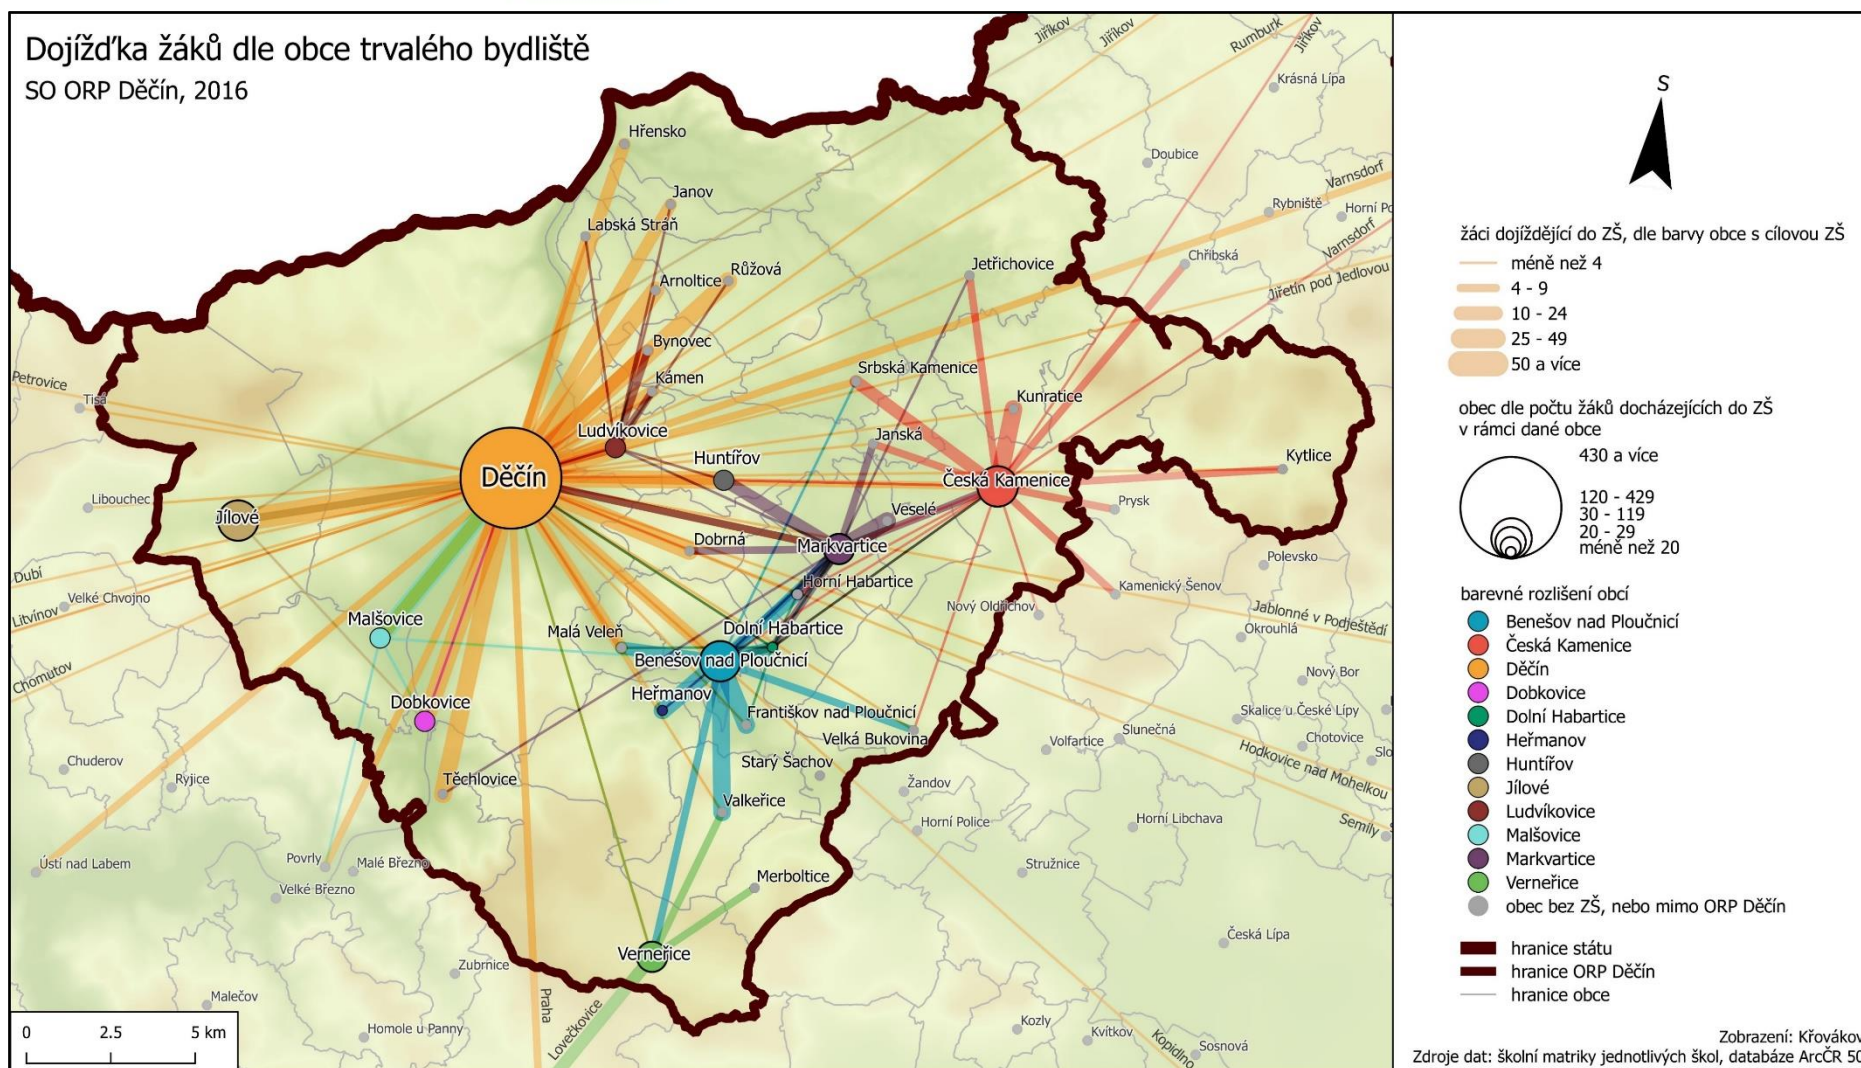 Dojížďka žáků dle obce trvalého bydliště
SO ORP Děčín, 2016
Jiříkov
Jiříkov
Rumburk
Jiříkov
Krásná Lípa
Hřensko
Doubice
Janov
Varnsdorf
Labská Stráň
Rybniště
Horní Po
Varnsdorf
Růžová
Jetřichovice
Chřibská
Arnoltice
Jiřetín pod Jedlovou
Bynovec
Petrovice
Kámen
Srbská Kamenice
Tisá
Kunratice
Ludvíkovice
Janská
Huntířov
Kytlice
Děčín
Česká Kamenice
Libouchec
Prysk
Jílové
Veselé
Dobrná
Markvartice
Polevsko
Dubí
Horní Habartice
Kamenický Šenov
Velké Chvojno
Nový Oldřichov
Jablonné v Podještědí
Litvínov
Malšovice
Malá Veleň
Dolní Habartice
Okrouhlá
Benešov nad Ploučnicí
Chomutov
Nový Bor
Dobkovice
Heřmanov
Františkov nad Ploučnicí
Skalice u České Lípy
Velká Bukovina
Slunečná
Chotovice
Volfartice
Slo
Chuderov
Starý Šachov
Hodkovice nad Mohelkou
Ryjice
Těchlovice
Žandov
Valkeřice
Horní Police
Horní Libchava
Semily
Ústí nad Labem
Povrly
Malé Březno
Stružnice
Velké Březno
Merboltice
Česká Lípa
Verneřice
Zubrnice
Malečov
Praha
Lovečkovice
Homole u Panny
Kozly
Kvítkov
Kopidlno
Sosnová
0 2.5 5 km
S
žáci dojíždějící do ZŠ, dle barvy obce s cílovou ZŠ
méně než 4
4 - 9
10 - 24
25 - 49
50 a více
obec dle počtu žáků docházejících do ZŠ
v rámci dané obce
430 a více
120 - 429
30 - 119
20 - 29
méně než 20
barevné rozlišení obcí
Benešov nad Ploučnicí
Česká Kamenice
Děčín
Dobkovice
Dolní Habartice
Heřmanov
Huntířov
Jílové
Ludvíkovice
Malšovice
Markvartice
Verneřice
obec bez ZŠ, nebo mimo ORP Děčín
hranice státu
hranice ORP Děčín
hranice obce
Zobrazení: Křovákov
Zdroje dat: školní matriky jednotlivých škol, databáze ArcČR 50